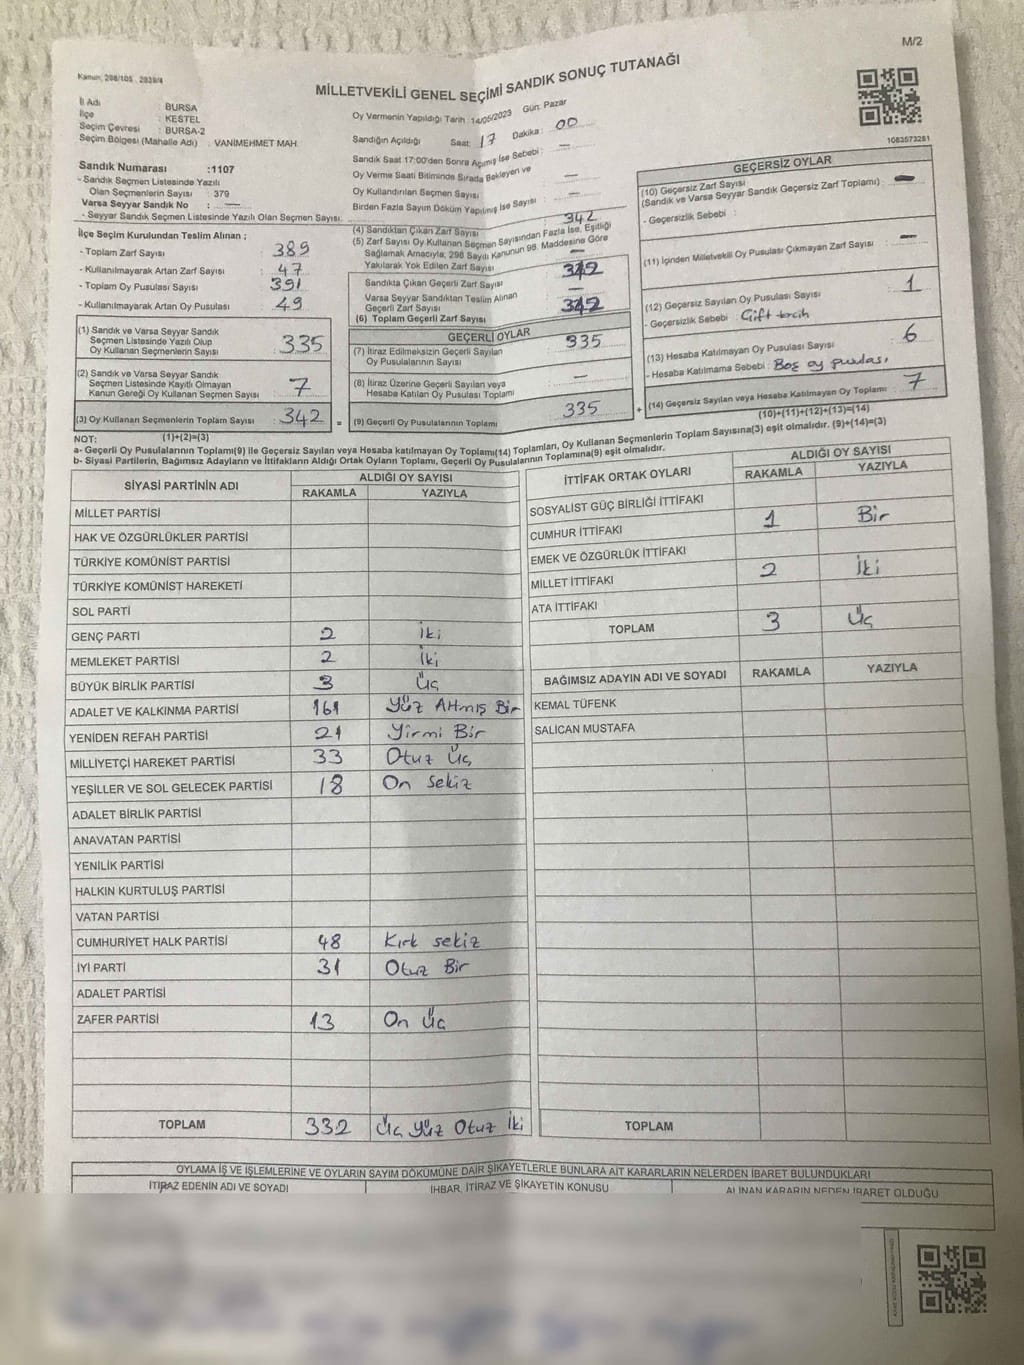 M/2
Kanun; 298/105 , 2839/4
MİLLETVEKİLİ GENEL SEÇİMİ SANDIK SONUÇ TUTANAĞI
İl Adı : BURSA
İlçe : KESTEL
Seçim Çevresi : BURSA-2
Seçim Bölgesi (Mahalle Adı) : VANIMEHMET MAH.
Sandık Numarası :1107
- Sandık Seçmen Listesinde Yazılı
Olan Seçmenlerin Sayısı : 379
Varsa Seyyar Sandık No : —
- Seyyar Sandık Seçmen Listesinde Yazılı Olan Seçmen Sayısı:
Oy Vermenin Yapıldığı Tarih :14/05/2023 Gün: Pazar
Sandığın Açıldığı Saat: 17 Dakika : 00
Sandık Saat 17:00'den Sonra Açmış İse Sebebi : —
Oy Verme Saati Bitiminde Sırada Bekleyen ve
Oy Kullandırılan Seçmen Sayısı : —
Birden Fazla Sayım Döküm Yapılmış İse Sayısı : —
1083573281
İlçe Seçim Kurulundan Teslim Alınan ;
- Toplam Zarf Sayısı : 389
- Kullanılmayarak Artan Zarf Sayısı : 47
- Toplam Oy Pusulası Sayısı : 391
- Kullanılmayarak Artan Oy Pusulası : 49
(1) Sandık ve Varsa Seyyar Sandık
Seçmen Listesinde Yazılı Olup
Oy Kullanan Seçmenlerin Sayısı : 335
(2) Sandık ve Varsa Seyyar Sandık
Seçmen Listesinde Kayıtlı Olmayan
Kanun Gereği Oy Kullanan Seçmen Sayısı : 7
(3) Oy Kullanan Seçmenlerin Toplam Sayısı : 342
(1)+(2)=(3)
(4) Sandıktan Çıkan Zarf Sayısı : 342
(5) Zarf Sayısı Oy Kullanan Seçmen Sayısından Fazla İse, Eşitliği
Sağlamak Amacıyla; 298 Sayılı Kanunun 98. Maddesine Göre
Yakılarak Yok Edilen Zarf Sayısı : —
Sandıkta Çıkan Geçerli Zarf Sayısı : 342
Varsa Seyyar Sandıktan Teslim Alınan
Geçerli Zarf Sayısı : —
(6) Toplam Geçerli Zarf Sayısı : 342
GEÇERLİ OYLAR
(7) İtiraz Edilmeksizin Geçerli Sayılan
Oy Pusulalarının Sayısı : 335
(8) İtiraz Üzerine Geçerli Sayılan veya
Hesaba Katılan Oy Pusulası Toplamı : —
= (9) Geçerli Oy Pusulalarının Toplamı : 335
GEÇERSİZ OYLAR
(10) Geçersiz Zarf Sayısı
(Sandık ve Varsa Seyyar Sandık Geçersiz Zarf Toplamı) : —
- Geçersizlik Sebebi :
(11) İçinden Milletvekili Oy Pusulası Çıkmayan Zarf Sayısı : —
(12) Geçersiz Sayılan Oy Pusulası Sayısı : 1
- Geçersizlik Sebebi : Çift tercih
(13) Hesaba Katılmayan Oy Pusulası Sayısı : 6
- Hesaba Katılmama Sebebi : Boş oy pusulası
+ (14) Geçersiz Sayılan veya Hesaba Katılmayan Oy Toplamı : 7
(10)+(11)+(12)+(13)=(14)
NOT:
a- Geçerli Oy Pusulalarının Toplamı(9) ile Geçersiz Sayılan veya Hesaba katılmayan Oy Toplamı(14) Toplamları, Oy Kullanan Seçmenlerin Toplam Sayısına(3) eşit olmalıdır. (9)+(14)=(3)
b- Siyasi Partilerin, Bağımsız Adayların ve İttifakların Aldığı Ortak Oyların Toplamı, Geçerli Oy Pusulalarının Toplamına(9) eşit olmalıdır.
SİYASİ PARTİNİN ADI ALDIĞI OY SAYISI
RAKAMLA YAZIYLA
MİLLET PARTİSİ
HAK VE ÖZGÜRLÜKLER PARTİSİ
TÜRKİYE KOMÜNİST PARTİSİ
TÜRKİYE KOMÜNİST HAREKETİ
SOL PARTİ
GENÇ PARTİ 2 İki
MEMLEKET PARTİSİ 2 İki
BÜYÜK BİRLİK PARTİSİ 3 Üç
ADALET VE KALKINMA PARTİSİ 161 Yüz Atmış Bir
YENİDEN REFAH PARTİSİ 21 Yirmi Bir
MİLLİYETÇİ HAREKET PARTİSİ 33 Otuz Üç
YEŞİLLER VE SOL GELECEK PARTİSİ 18 On Sekiz
ADALET BİRLİK PARTİSİ
ANAVATAN PARTİSİ
YENİLİK PARTİSİ
HALKIN KURTULUŞ PARTİSİ
VATAN PARTİSİ
CUMHURİYET HALK PARTİSİ 48 Kırk sekiz
İYİ PARTİ 31 Otuz Bir
ADALET PARTİSİ
ZAFER PARTİSİ 13 On Üç
TOPLAM 332 Üç Yüz Otuz İki
İTTİFAK ORTAK OYLARI ALDIĞI OY SAYISI
RAKAMLA YAZIYLA
SOSYALİST GÜÇ BİRLİĞİ İTTİFAKI
CUMHUR İTTİFAKI 1 Bir
EMEK VE ÖZGÜRLÜK İTTİFAKI
MİLLET İTTİFAKI 2 İki
ATA İTTİFAKI
TOPLAM 3 Üç
BAĞIMSIZ ADAYIN ADI VE SOYADI RAKAMLA YAZIYLA
KEMAL TÜFENK
SALİCAN MUSTAFA
TOPLAM
OYLAMA İŞ VE İŞLEMLERİNE VE OYLARIN SAYIM DÖKÜMÜNE DAİR ŞİKAYETLERLE BUNLARA AİT KARARLARIN NELERDEN İBARET BULUNDUKLARI
İTİRAZ EDENİN ADI VE SOYADI İHBAR, İTİRAZ VE ŞİKAYETİN KONUSU ALINAN KARARIN NEDEN İBARET OLDUĞU